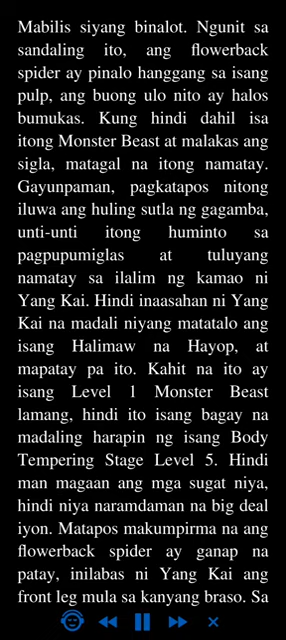 Mabilis siyang binalot. Ngunit sa
sandaling ito, ang flowerback
spider ay pinalo hanggang sa isang
pulp, ang buong ulo nito ay halos
bumukas. Kung hindi dahil isa
itong Monster Beast at malakas ang
sigla, matagal na itong namatay.
Gayunpaman, pagkatapos nitong
iluwa ang huling sutla ng gagamba,
unti-unti itong huminto sa
pagpupumiglas at tuluyang
namatay sa ilalim ng kamao ni
Yang Kai. Hindi inaasahan ni Yang
Kai na madali niyang matatalo ang
isang Halimaw na Hayop, at
mapatay pa ito. Kahit na ito ay
isang Level 1 Monster Beast
lamang, hindi ito isang bagay na
madaling harapin ng isang Body
Tempering Stage Level 5. Hindi
man magaan ang mga sugat niya,
hindi niya naramdaman na big deal
iyon. Matapos makumpirma na ang
flowerback spider ay ganap na
patay, inilabas ni Yang Kai ang
front leg mula sa kanyang braso. Sa